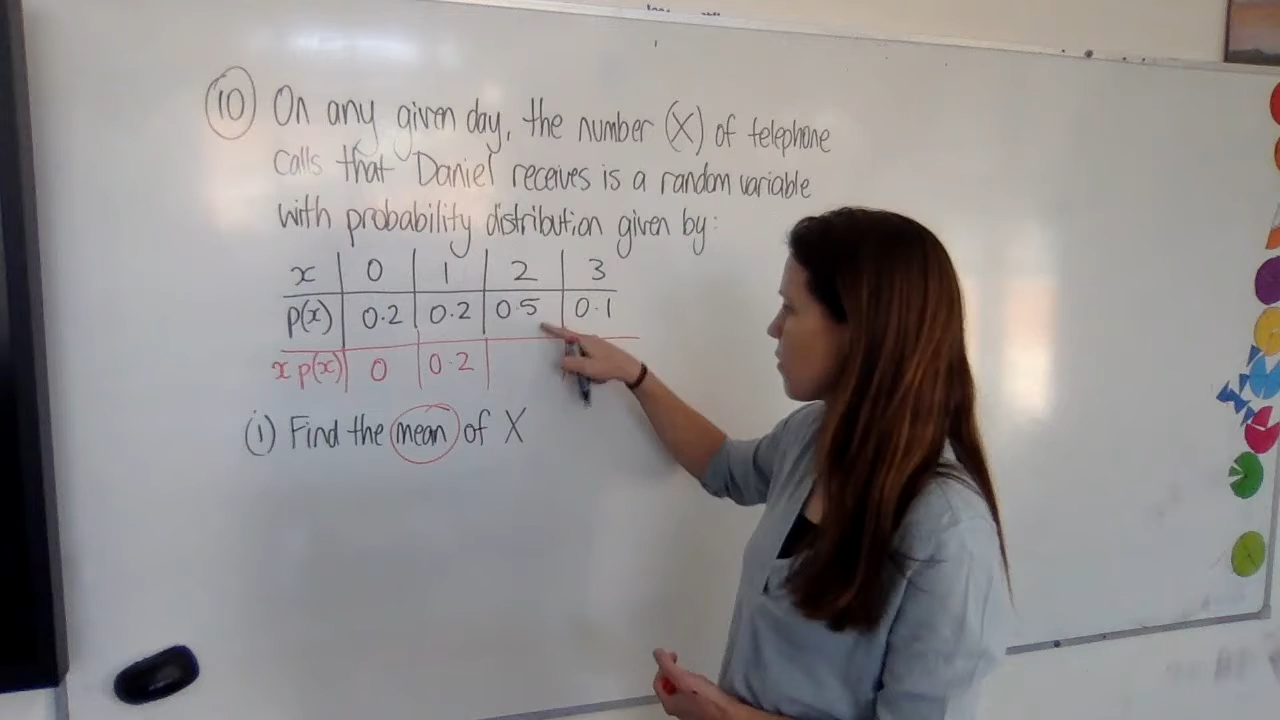 10 On any given day, the number (X) of telephone
calls that Daniel receives is a random variable
with probability distribution given by:
x 0 1 2 3
p(x) 0.2 0.2 0.5 0.1
x p(x) 0 0.2
(i) Find the mean of X